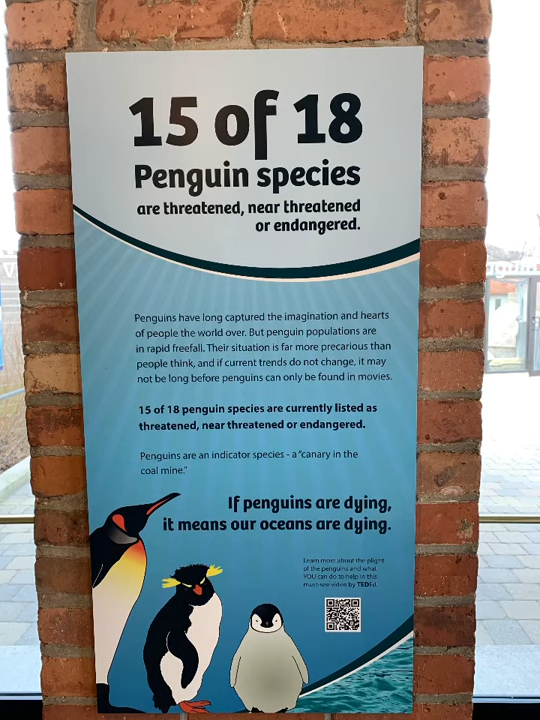 15 of 18
Penguin species
are threatened, near threatened
or endangered.
Penguins have long captured the imagination and hearts
of people the world over. But penguin populations are
in rapid freefall. Their situation is far more precarious than
people think, and if current trends do not change, it may
not be long before penguins can only be found in movies.
15 of 18 penguin species are currently listed as
threatened, near threatened or endangered.
Penguins are an indicator species - a "canary in the
coal mine."
If penguins are dying,
it means our oceans are dying.
Learn more about the plight
of the penguins and what
YOU can do to help in this
must-see video by TEDEd.